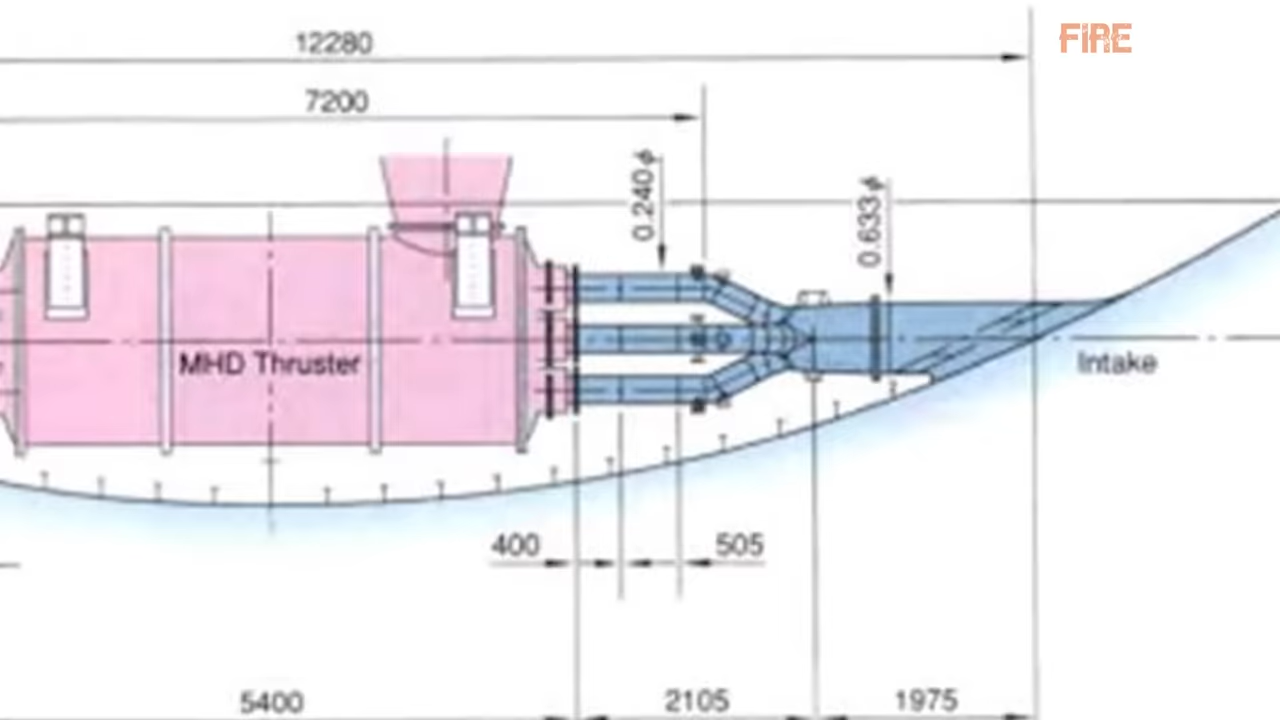 FIRE
12280
7200
0.240ϕ
0.633ϕ
MHD Thruster
Intake
400
505
5400
2105
1975